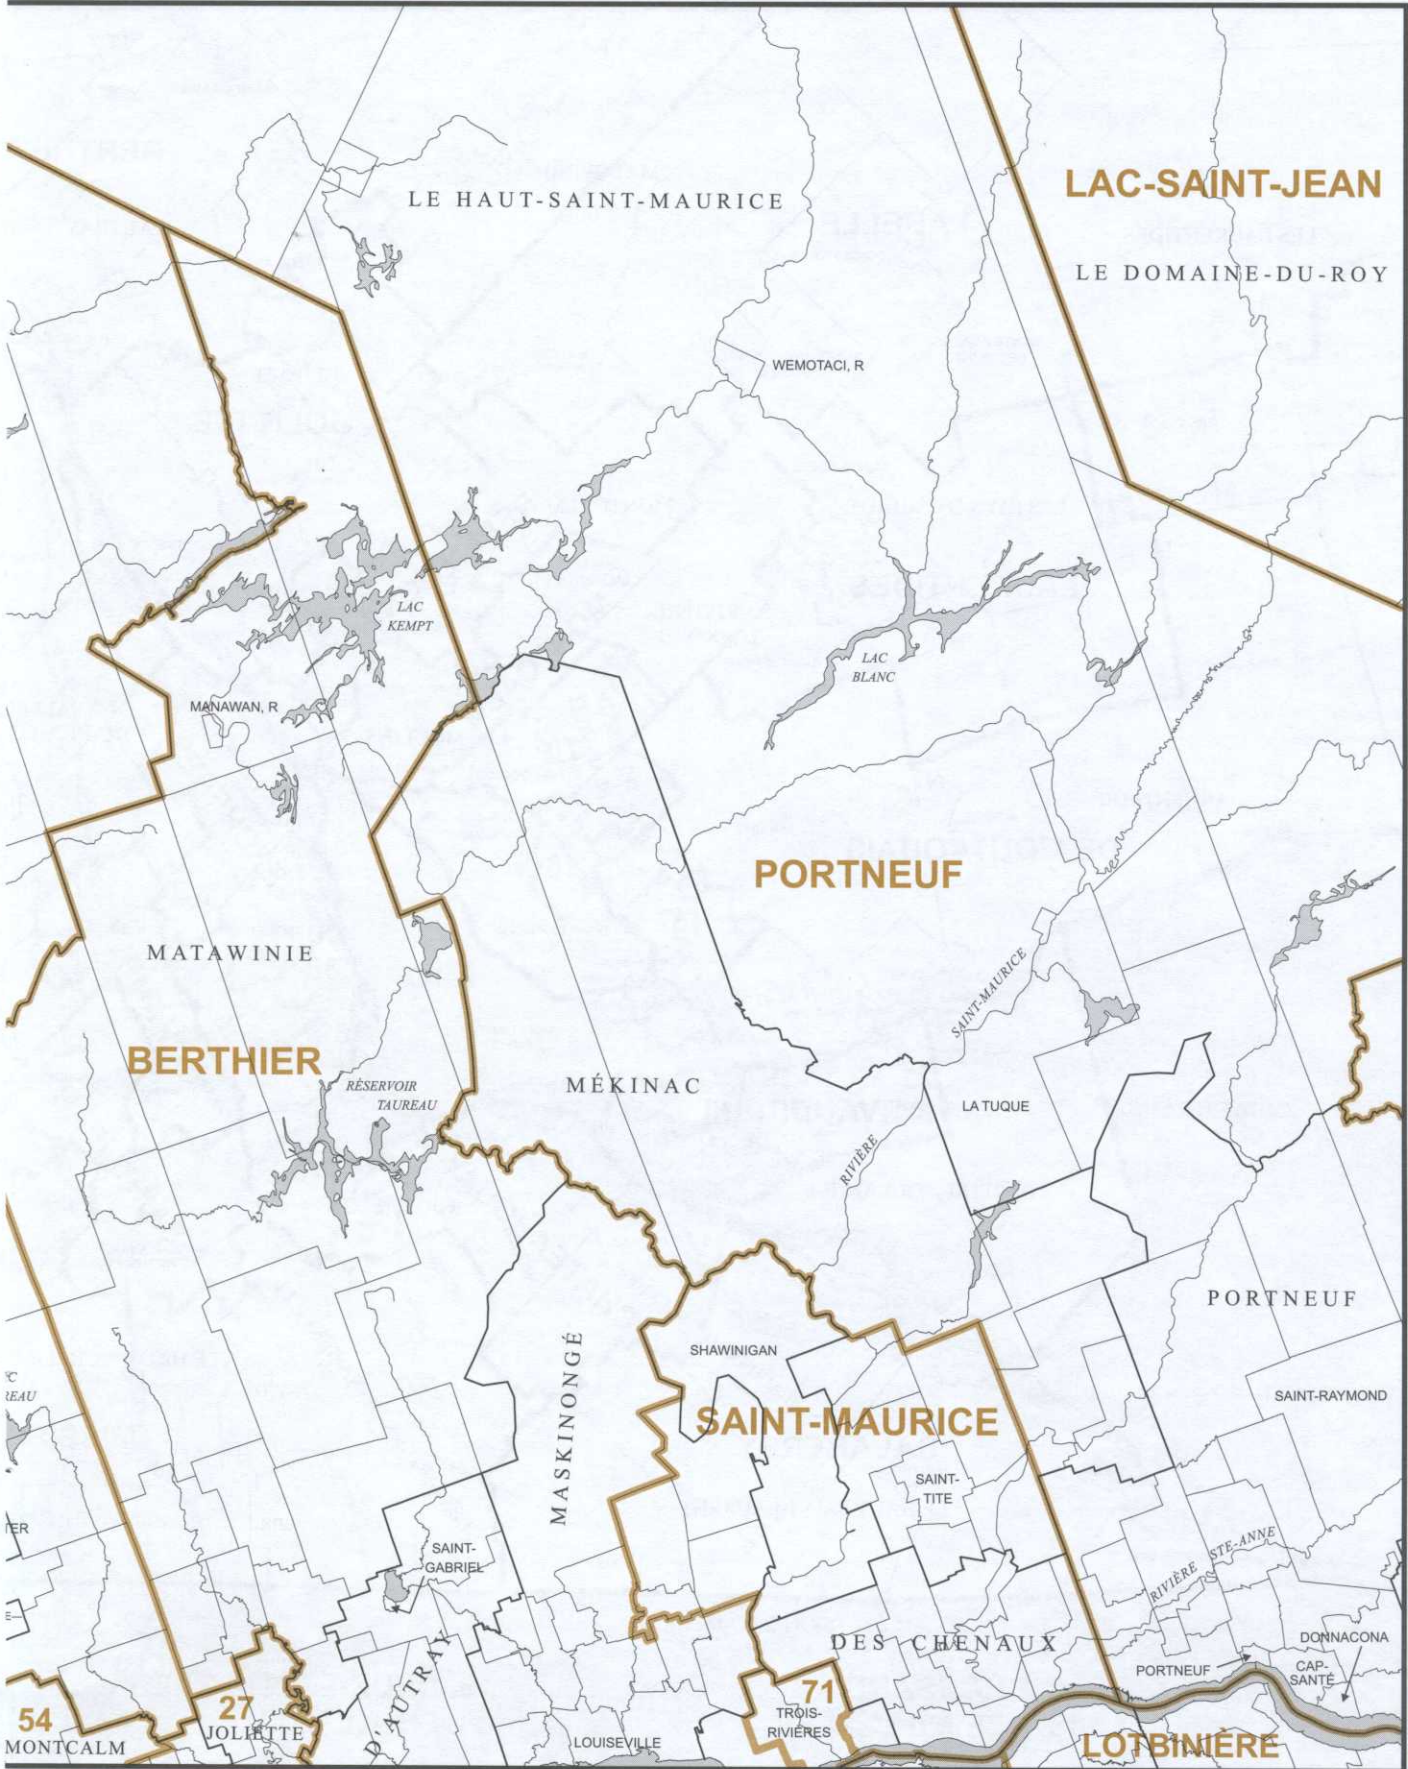 LAC-SAINT-JEAN
LE HAUT-SAINT-MAURICE
LE DOMAINE-DU-ROY
WEMOTACI, R
LAC
KEMPT
LAC
BLANC
MANAWAN, R
PORTNEUF
MATAWINIE
SAINT-MAURICE
BERTHIER
RÉSERVOIR
TAUREAU
MÉKINAC
LA TUQUE
RIVIÈRE
PORTNEUF
SHAWINIGAN
MASKINONGÉ
REAU
SAINT-RAYMOND
SAINT-MAURICE
SAINT-
TITE
TER
SAINT-
GABRIEL
RIVIÈRE STE-ANNE
DES CHENAUX
DONNACONA
PORTNEUF
CAP-
SANTÉ
D'AUTRAY
54
MONTCALM
27
JOLIETTE
71
TROIS-
RIVIÈRES
LOUISEVILLE
LOTBINIÈRE